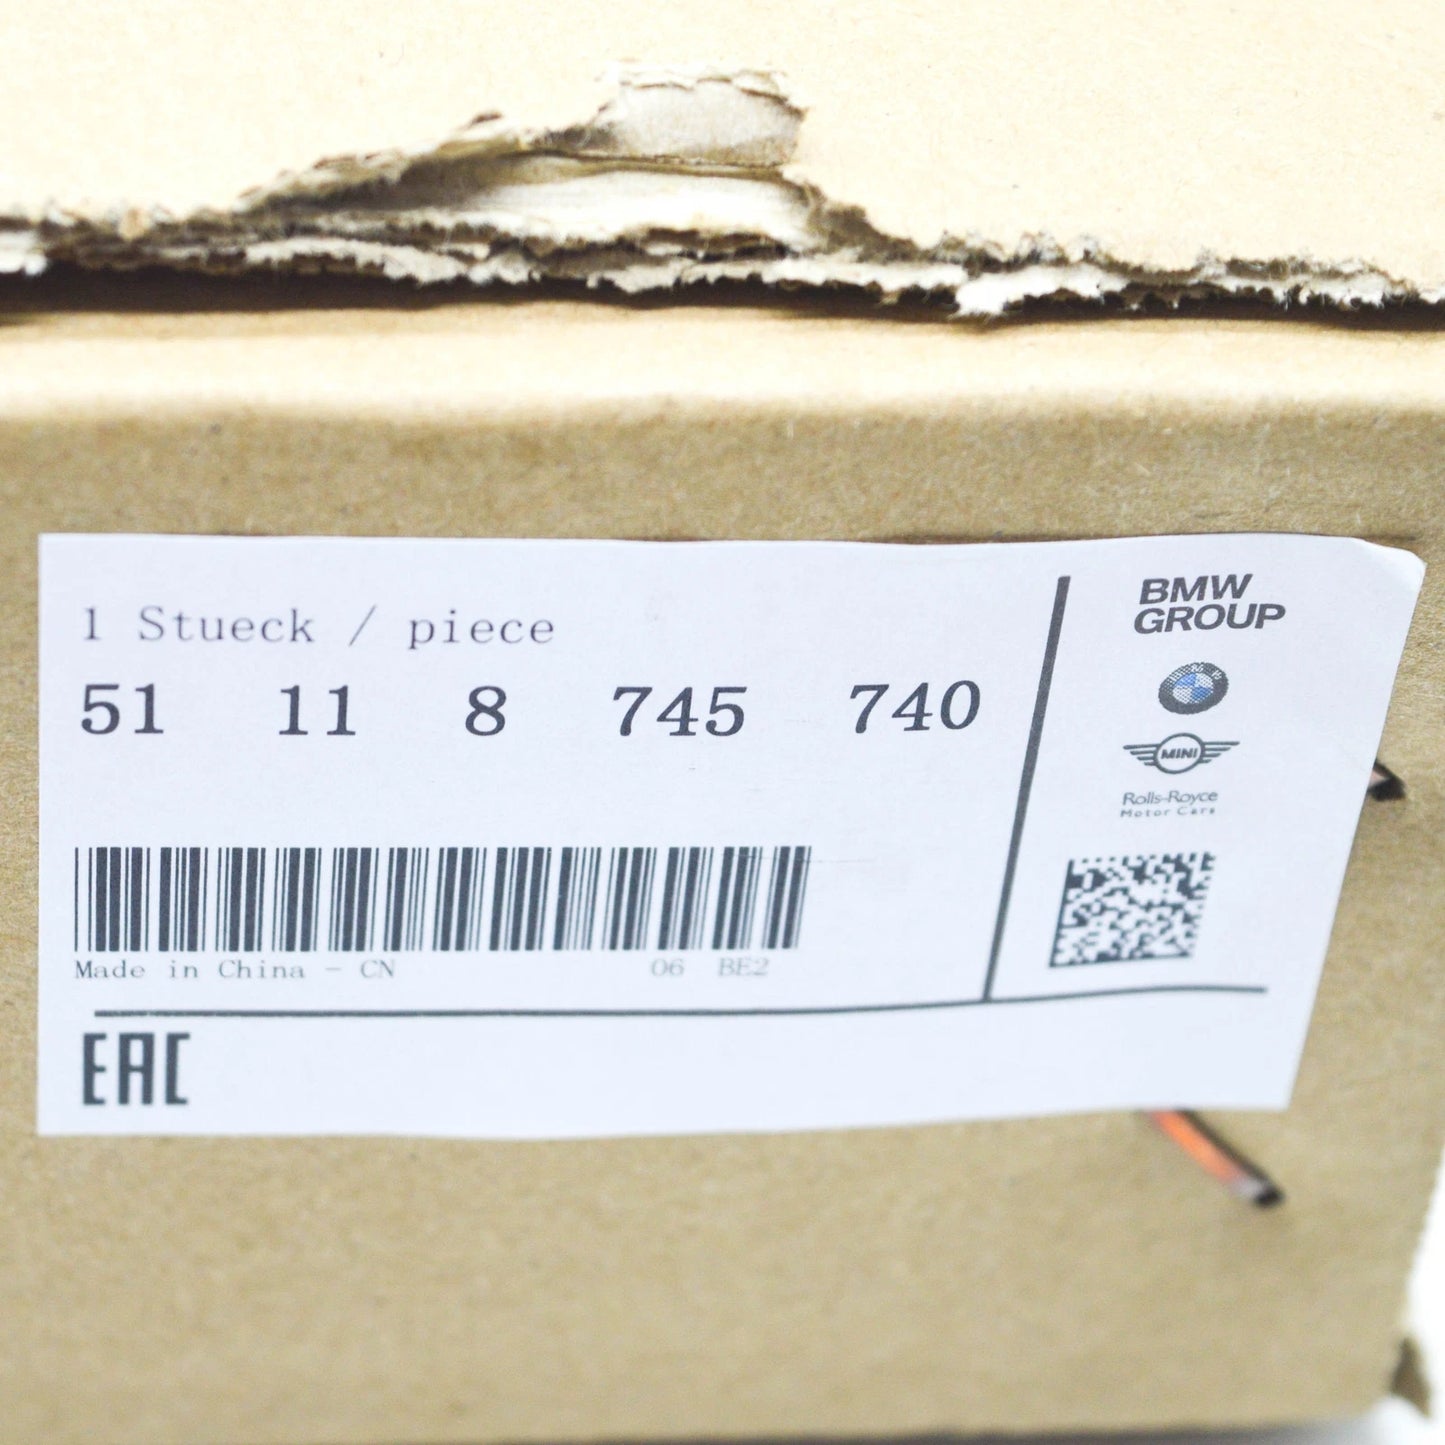 1 Stueck / piece
51 11 8 745 740
Made in China - CN 06 BE2
EAC
BMW
GROUP
MINI
Rolls-Royce
Motor Cars